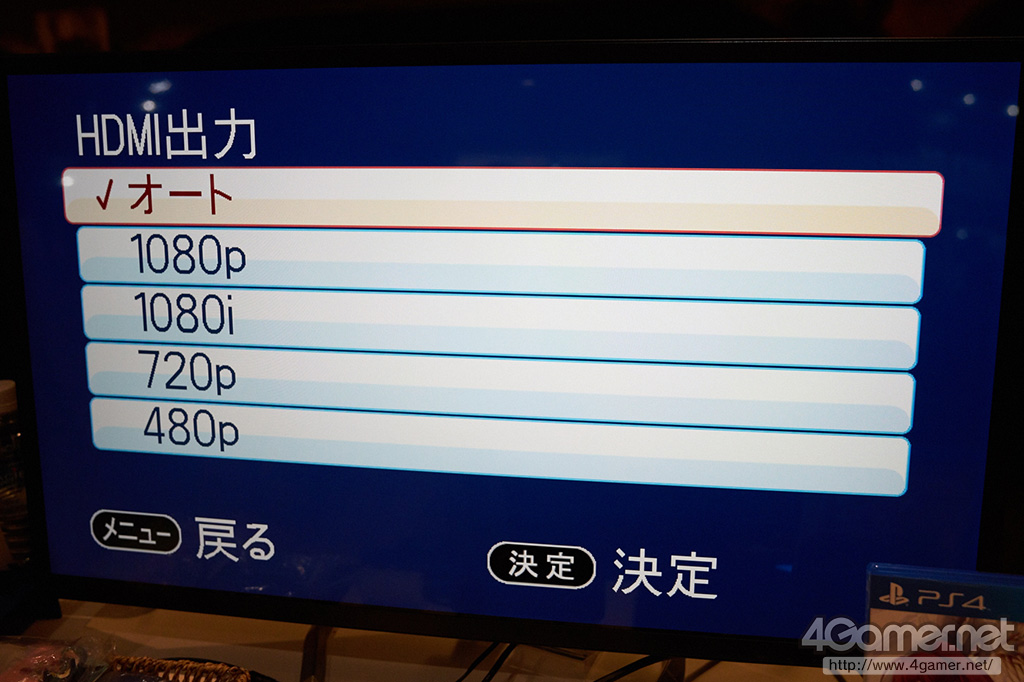 HDMI出力
√オート
1080p
1080i
720p
480p
メニュー 戻る
決定 決定
PS4
4Gamer.net
http://www.4gamer.net/